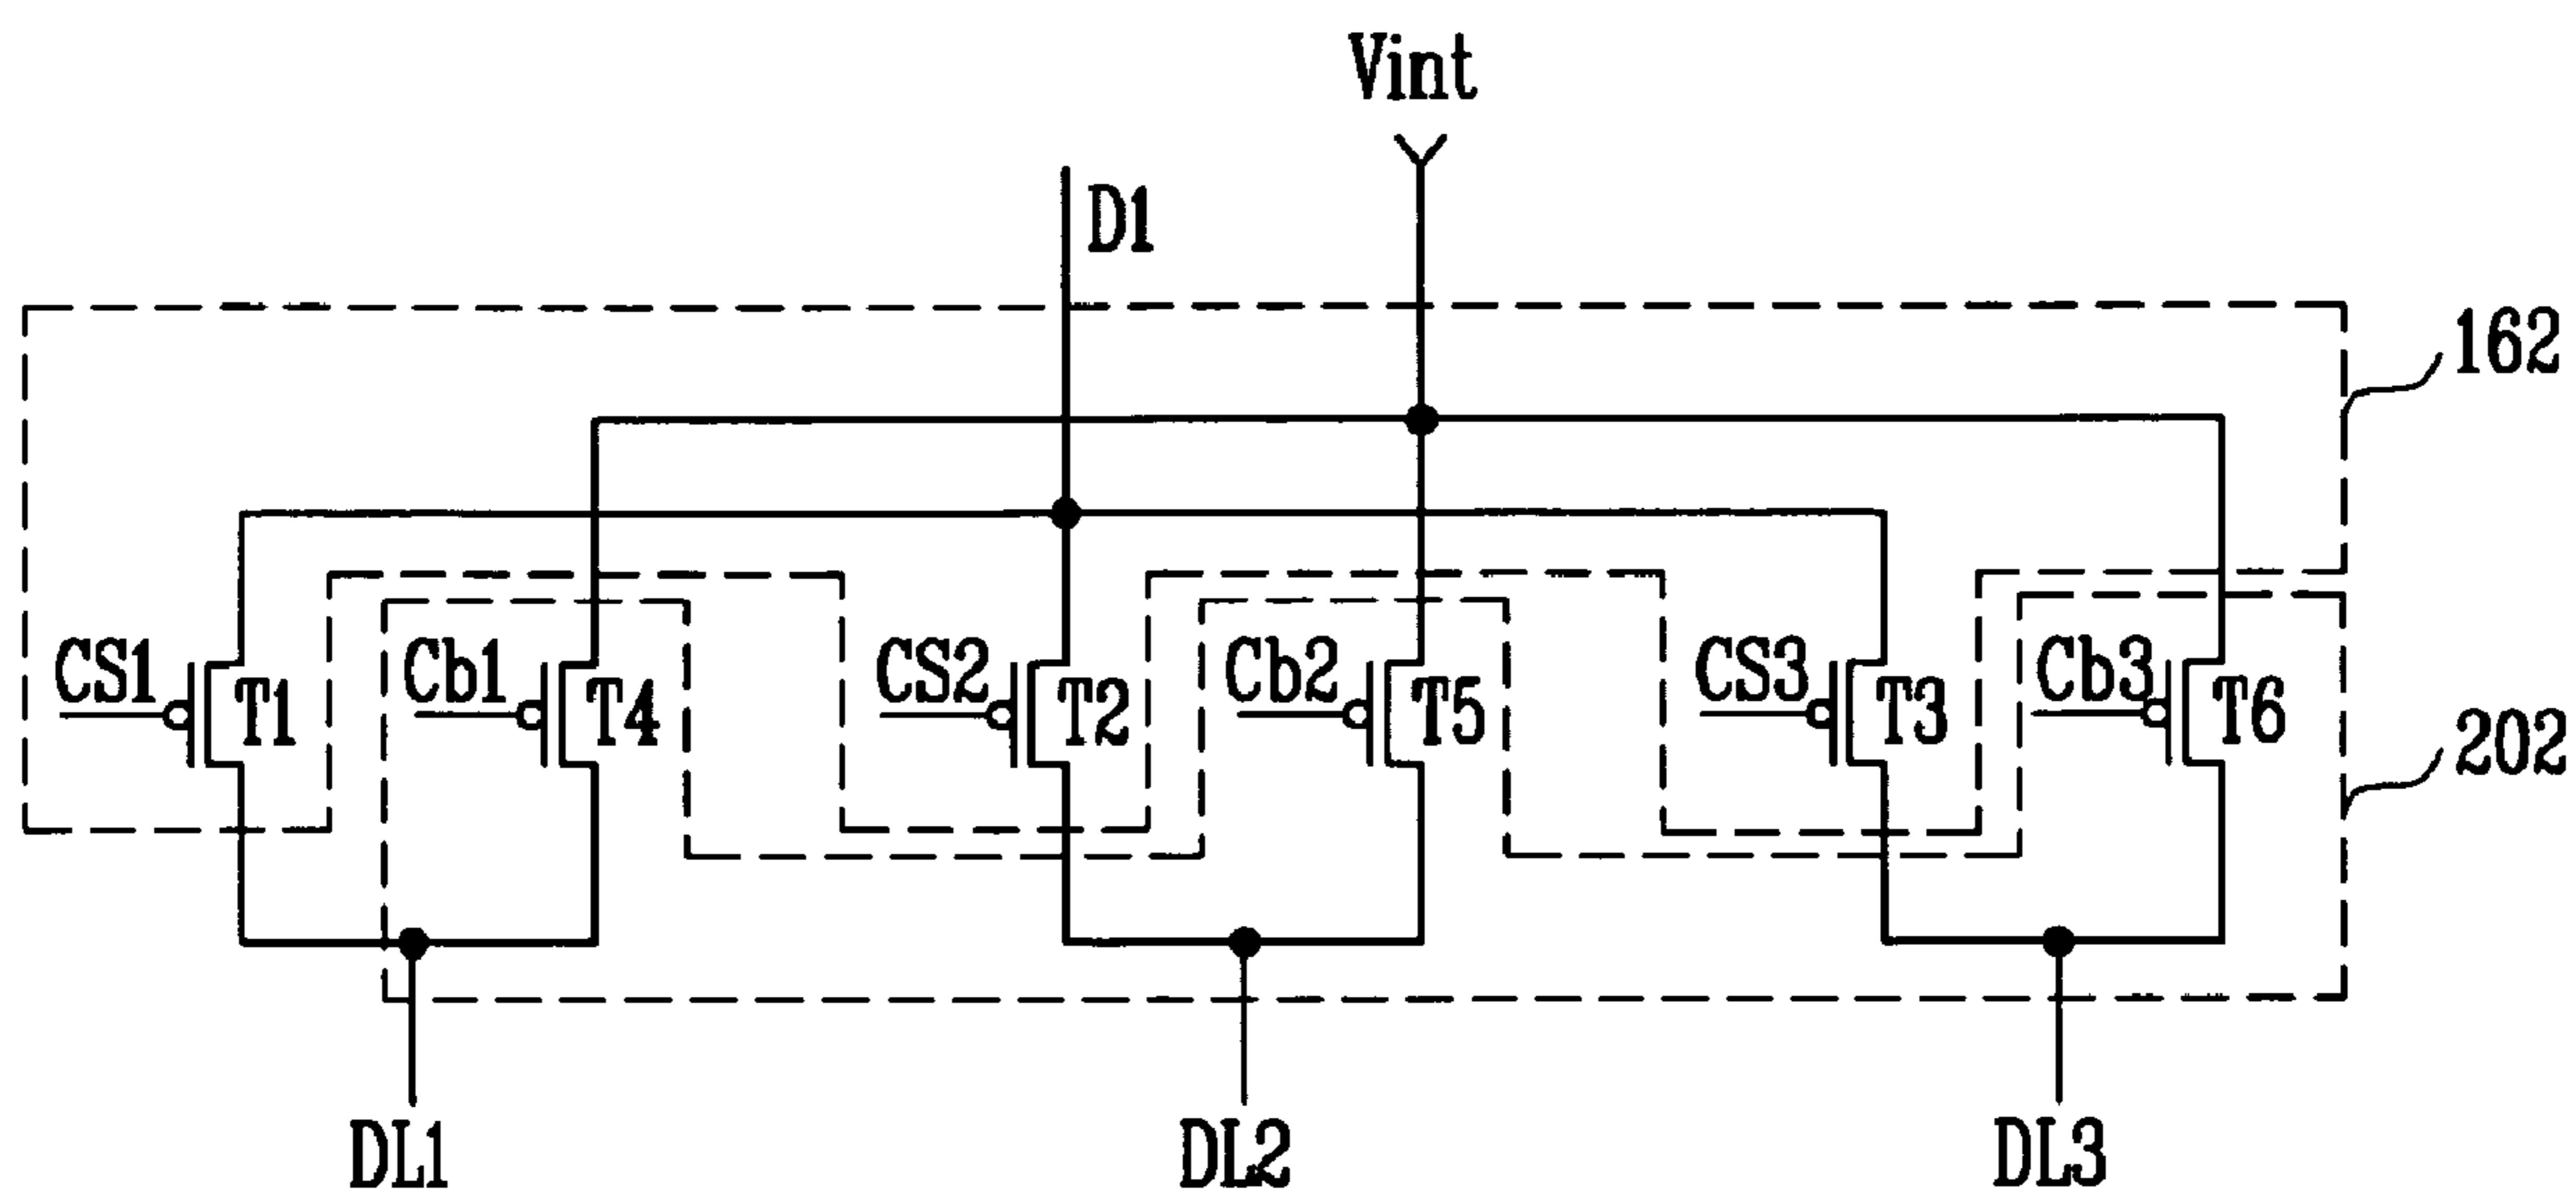 Vint
D1
162
CS1
T1
Cb1
T4
CS2
T2
Cb2
T5
CS3
T3
Cb3
T6
202
DL1
DL2
DL3